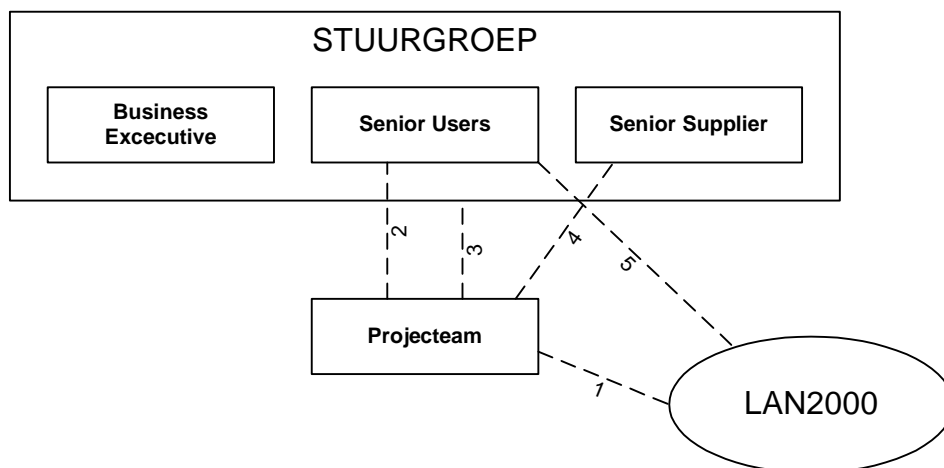 STUURGROEP
Business
Excecutive
Senior Users
Senior Supplier
2
3
4
5
Projecteam
1
LAN2000